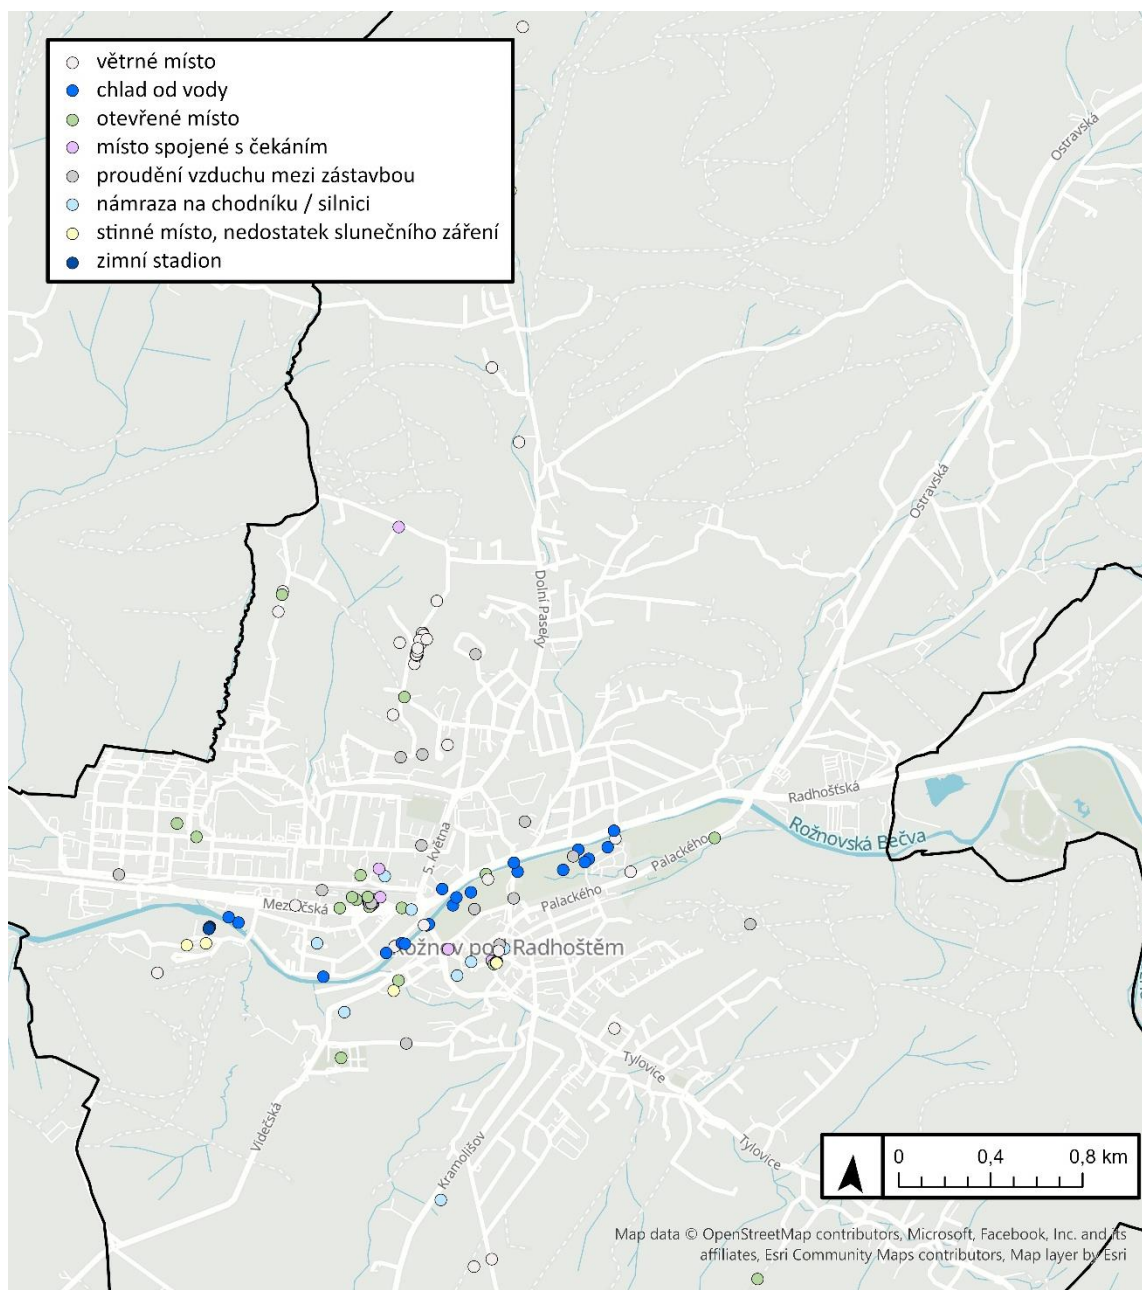 větrné místo
chlad od vody
otevřené místo
místo spojené s čekáním
proudění vzduchu mezi zástavbou
námraza na chodníku / silnici
stinné místo, nedostatek slunečního záření
zimní stadion
Ostravská
Ostravská
Dolní Paseky
Radhošťská
Rožnovská Bečva
5. května
Palackého
Palackého
Rožnov pod Radhoštěm
Tylovice
Videčská
Kramolišov
Tylovice
0 0,4 0,8 km
Map data © OpenStreetMap contributors, Microsoft, Facebook, Inc. and its
affiliates, Esri Community Maps contributors, Map layer by Esri